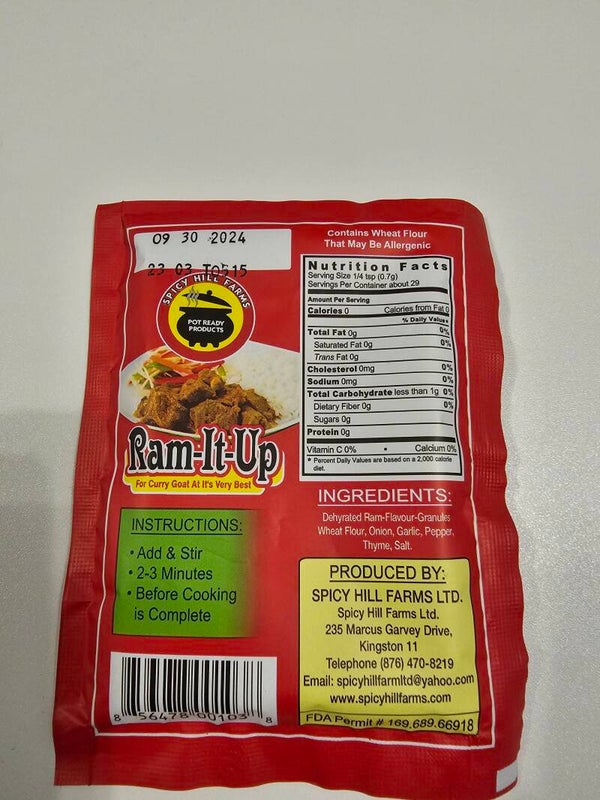 09 30 2024
23 03 T0515
SPICY HILL FARMS
POT READY
PRODUCTS
Ram-It-Up
For Curry Goat At It's Very Best
INSTRUCTIONS:
• Add & Stir
• 2-3 Minutes
• Before Cooking
is Complete
8 56478 00103 8
Contains Wheat Flour
That May Be Allergenic
Nutrition Facts
Serving Size 1/4 tsp (0.7g)
Servings Per Container about 29
Amount Per Serving
Calories 0 Calories from Fat 0
% Daily Value*
Total Fat 0g 0%
Saturated Fat 0g 0%
Trans Fat 0g
Cholesterol 0mg 0%
Sodium 0mg 0%
Total Carbohydrate less than 1g 0%
Dietary Fiber 0g 0%
Sugars 0g
Protein 0g
Vitamin C 0% • Calcium 0%
* Percent Daily Values are based on a 2,000 calorie
diet.
INGREDIENTS:
Dehyrated Ram-Flavour-Granules
Wheat Flour, Onion, Garlic, Pepper,
Thyme, Salt.
PRODUCED BY:
SPICY HILL FARMS LTD.
Spicy Hill Farms Ltd.
235 Marcus Garvey Drive,
Kingston 11
Telephone (876) 470-8219
Email: spicyhillfarmltd@yahoo.com
www.spicyhillfarms.com
FDA Permit # 169.689.66918